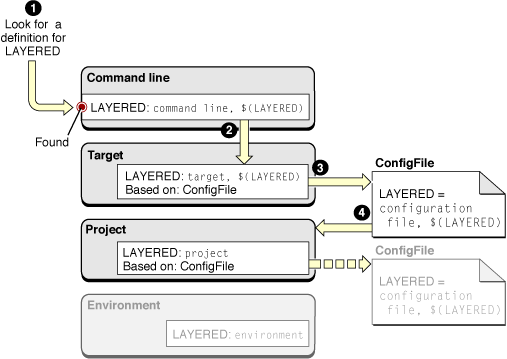 1
Look for a
definition for
LAYERED
Command line
LAYERED: command line, $(LAYERED)
Found
2
Target
LAYERED: target, $(LAYERED)
Based on: ConfigFile
3
ConfigFile
LAYERED =
configuration
file, $(LAYERED)
4
Project
LAYERED: project
Based on: ConfigFile
ConfigFile
LAYERED =
configuration
file, $(LAYERED)
Environment
LAYERED: environment